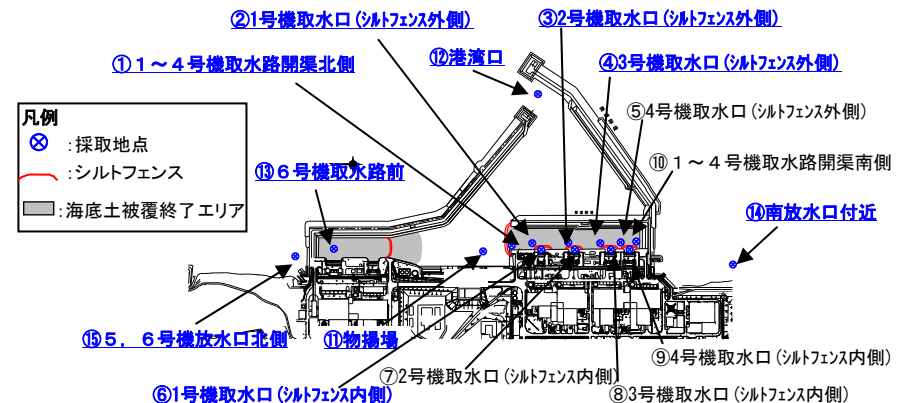 ②1号機取水口(ｼﾙﾄﾌｪﾝｽ外側)
③2号機取水口(ｼﾙﾄﾌｪﾝｽ外側)
①１～４号機取水路開渠北側
⑫港湾口
④3号機取水口(ｼﾙﾄﾌｪﾝｽ外側)
凡例
:採取地点
:シルトフェンス
:海底土被覆終了エリア
⑤4号機取水口(ｼﾙﾄﾌｪﾝｽ外側)
⑩１～４号機取水路開渠南側
⑬６号機取水路前
⑭南放水口付近
⑮５，６号機放水口北側
⑪物揚場
⑨4号機取水口(ｼﾙﾄﾌｪﾝｽ内側)
⑦2号機取水口(ｼﾙﾄﾌｪﾝｽ内側)
⑥1号機取水口(ｼﾙﾄﾌｪﾝｽ内側)
⑧3号機取水口(ｼﾙﾄﾌｪﾝｽ内側)